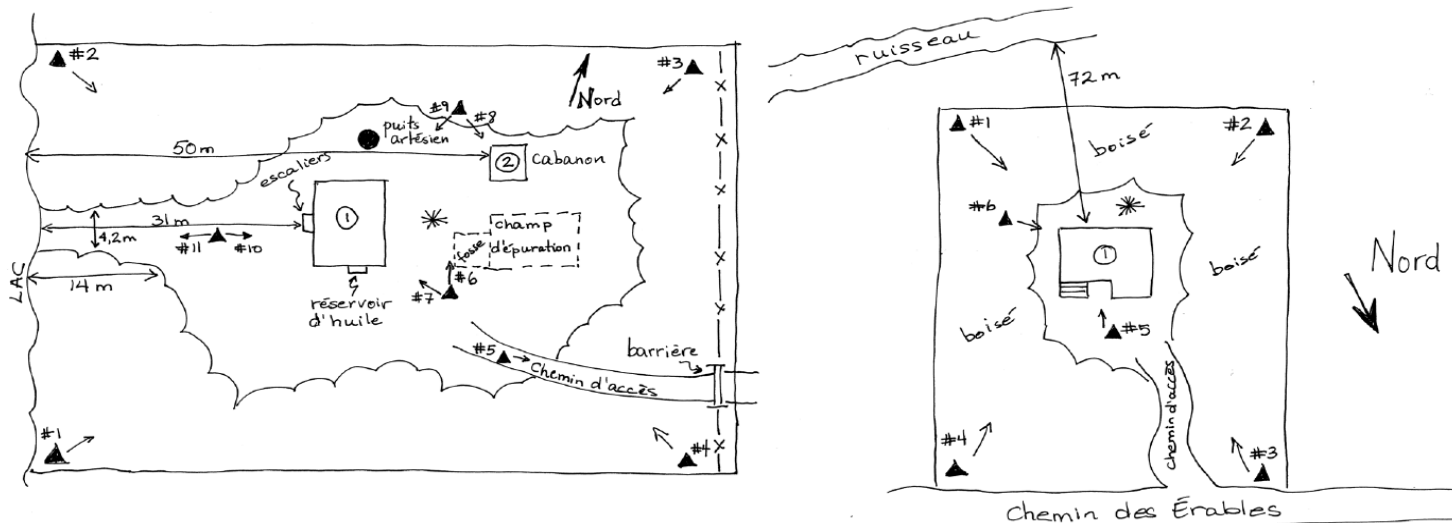 #2
#3
Nord
#9
#8
puits
artésien
50 m
escaliers
②
Cabanon
①
31 m
4,2m
#11
#10
champ
d'épuration
fosse
#6
#7
LAC
14 m
réservoir
d'huile
#5
chemin d'accès
barrière
#1
#4
ruisseau
72 m
#1
#2
boisé
#6
①
boisé
Nord
boisé
#5
chemin d'accès
#4
#3
Chemin des Érables